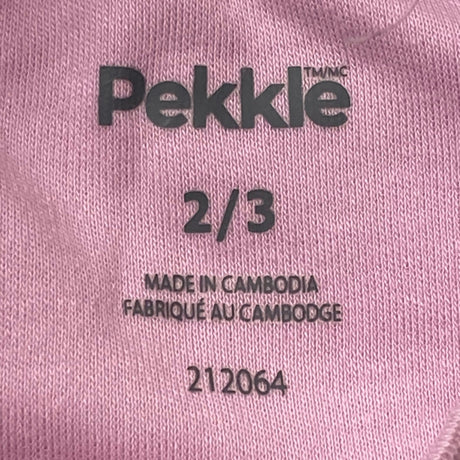 Pekkle TM/MC
2/3
MADE IN CAMBODIA
FABRIQUÉ AU CAMBODGE
212064